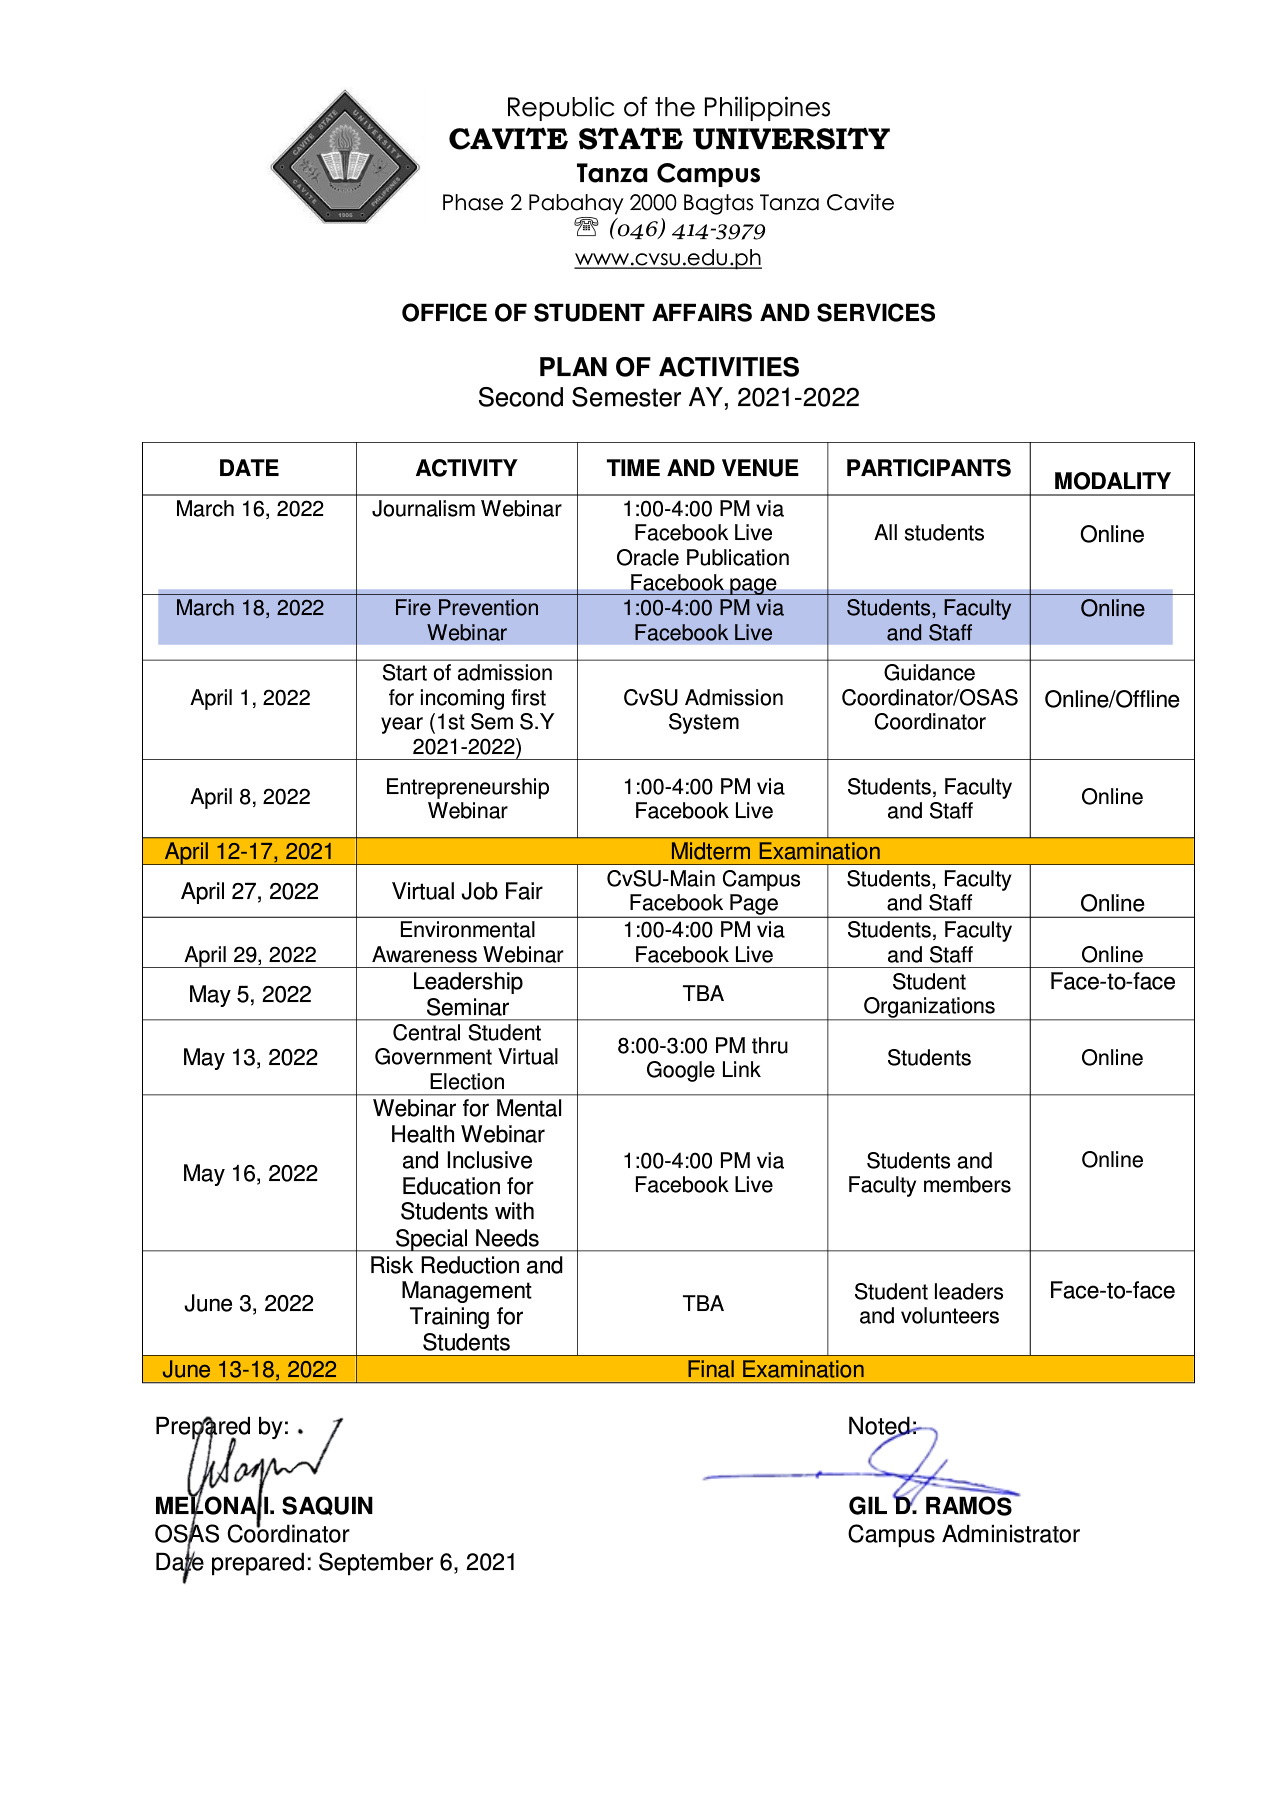 Republic of the Philippines
CAVITE STATE UNIVERSITY
Tanza Campus
Phase 2 Pabahay 2000 Bagtas Tanza Cavite
☏ (046) 414-3979
www.cvsu.edu.ph
CAVITE STATE UNIVERSITY
CAVITE PHILIPPINES
1906
OFFICE OF STUDENT AFFAIRS AND SERVICES
PLAN OF ACTIVITIES
Second Semester AY, 2021-2022
DATE ACTIVITY TIME AND VENUE PARTICIPANTS MODALITY
March 16, 2022 Journalism Webinar 1:00-4:00 PM via
Facebook Live All students Online
Oracle Publication
Facebook page
March 18, 2022 Fire Prevention 1:00-4:00 PM via Students, Faculty Online
Webinar Facebook Live and Staff
Start of admission Guidance
April 1, 2022 for incoming first CvSU Admission Coordinator/OSAS Online/Offline
year (1st Sem S.Y System Coordinator
2021-2022)
April 8, 2022 Entrepreneurship 1:00-4:00 PM via Students, Faculty Online
Webinar Facebook Live and Staff
April 12-17, 2021 Midterm Examination
April 27, 2022 Virtual Job Fair CvSU-Main Campus Students, Faculty
Facebook Page and Staff Online
Environmental 1:00-4:00 PM via Students, Faculty
April 29, 2022 Awareness Webinar Facebook Live and Staff Online
May 5, 2022 Leadership TBA Student Face-to-face
Seminar Organizations
Central Student
May 13, 2022 Government Virtual 8:00-3:00 PM thru Students Online
Election Google Link
Webinar for Mental
Health Webinar
May 16, 2022 and Inclusive 1:00-4:00 PM via Students and Online
Education for Facebook Live Faculty members
Students with
Special Needs
Risk Reduction and
June 3, 2022 Management TBA Student leaders Face-to-face
Training for and volunteers
Students
June 13-18, 2022 Final Examination
Prepared by: Noted:
MELONA I. SAQUIN GIL D. RAMOS
OSAS Coordinator Campus Administrator
Date prepared: September 6, 2021